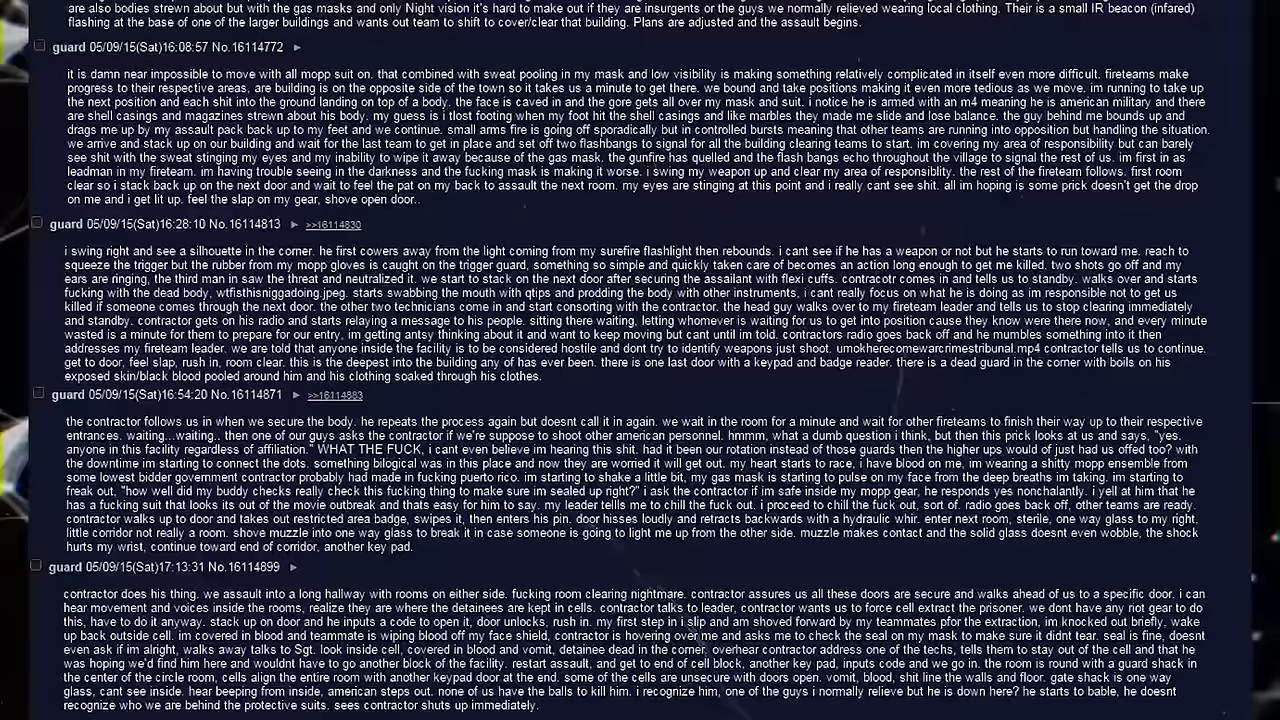 are also bodies strewn about but with the gas masks and only Night vision it's hard to make out if they are insurgents or the guys we normally relieved wearing local clothing. Their is a small IR beacon (infared)
flashing at the base of one of the larger buildings and wants out team to shift to cover/clear that building. Plans are adjusted and the assault begins.
guard 05/09/15(Sat)16:08:57 No.16114772 ►
it is damn near impossible to move with all mopp suit on. that combined with sweat pooling in my mask and low visibility is making something relatively complicated in itself even more difficult. fireteams make
progress to their respective areas, are building is on the opposite side of the town so it takes us a minute to get there. we bound and take positions making it even more tedious as we move. im running to take up
the next position and each shit into the ground landing on top of a body. the face is caved in and the gore gets all over my mask and suit. i notice he is armed with an m4 meaning he is american military and there
are shell casings and magazines strewn about his body. my guess is i tlost footing when my foot hit the shell casings and like marbles they made me slide and lose balance. the guy behind me bounds up and
drags me up by my assault pack back up to my feet and we continue. small arms fire is going off sporadically but in controlled bursts meaning that other teams are running into opposition but handling the situation.
we arrive and stack up on our building and wait for the last team to get in place and set off two flashbangs to signal for all the building clearing teams to start. im covering my area of responsibility but can barely
see shit with the sweat stinging my eyes and my inability to wipe it away because of the gas mask. the gunfire has quelled and the flash bangs echo throughout the village to signal the rest of us. im first in as
leadman in my fireteam. im having trouble seeing in the darkness and the fucking mask is making it worse. i swing my weapon up and clear my area of responsiblity. the rest of the fireteam follows. first room
clear so i stack back up on the next door and wait to feel the pat on my back to assault the next room. my eyes are stinging at this point and i really cant see shit. all im hoping is some prick doesn't get the drop
on me and i get lit up. feel the slap on my gear, shove open door..
guard 05/09/15(Sat)16:28:10 No.16114813 ► >>16114830
i swing right and see a silhouette in the corner. he first cowers away from the light coming from my surefire flashlight then rebounds. i cant see if he has a weapon or not but he starts to run toward me. reach to
squeeze the trigger but the rubber from my mopp gloves is caught on the trigger guard, something so simple and quickly taken care of becomes an action long enough to get me killed. two shots go off and my
ears are ringing, the third man in saw the threat and neutralized it. we start to stack on the next door after securing the assailant with flexi cuffs. contracotr comes in and tells us to standby. walks over and starts
fucking with the dead body, wtfisthisniggadoing.jpeg. starts swabbing the mouth with qtips and prodding the body with other instruments, i cant really focus on what he is doing as im responsible not to get us
killed if someone comes through the next door. the other two technicians come in and start consorting with the contractor. the head guy walks over to my fireteam leader and tells us to stop clearing immediately
and standby. contractor gets on his radio and starts relaying a message to his people. sitting there waiting, letting whomever is waiting for us to get into position cause they know were there now, and every minute
wasted is a minute for them to prepare for our entry, im getting antsy thinking about it and want to keep moving but cant until im told. contractors radio goes back off and he mumbles something into it then
addresses my fireteam leader. we are told that anyone inside the facility is to be considered hostile and dont try to identify weapons just shoot. umokherecomewarcrimestribunal.mp4 contractor tells us to continue.
get to door, feel slap, rush in, room clear. this is the deepest into the building any of has ever been. there is one last door with a keypad and badge reader. there is a dead guard in the corner with boils on his
exposed skin/black blood pooled around him and his clothing soaked through his clothes.
guard 05/09/15(Sat)16:54:20 No.16114871 ► >>16114883
the contractor follows us in when we secure the body. he repeats the process again but doesnt call it in again. we wait in the room for a minute and wait for other fireteams to finish their way up to their respective
entrances. waiting...waiting.. then one of our guys asks the contractor if we're suppose to shoot other american personnel. hmmm, what a dumb question i think, but then this prick looks at us and says, "yes.
anyone in this facility regardless of affiliation." WHAT THE FUCK, i cant even believe im hearing this shit. had it been our rotation instead of those guards then the higher ups would of just had us offed too? with
the downtime im starting to connect the dots. something bilogical was in this place and now they are worried it will get out. my heart starts to race, i have blood on me, im wearing a shitty mopp ensemble from
some lowest bidder government contractor probably had made in fucking puerto rico. im starting to shake a little bit, my gas mask is starting to pulse on my face from the deep breaths im taking. im starting to
freak out, "how well did my buddy checks really check this fucking thing to make sure im sealed up right?" i ask the contractor if im safe inside my mopp gear, he responds yes nonchalantly. i yell at him that he
has a fucking suit that looks its out of the movie outbreak and thats easy for him to say. my leader tellls me to chill the fuck out. i proceed to chill the fuck out, sort of. radio goes back off, other teams are ready.
contractor walks up to door and takes out restricted area badge, swipes it, then enters his pin. door hisses loudly and retracts backwards with a hydraulic whir. enter next room, sterile, one way glass to my right,
little corridor not really a room. shove muzzle into one way glass to break it in case someone is going to light me up from the other side. muzzle makes contact and the solid glass doesnt even wobble, the shock
hurts my wrist, continue toward end of corridor, another key pad.
guard 05/09/15(Sat)17:13:31 No.16114899 ►
contractor does his thing. we assault into a long hallway with rooms on either side. fucking room clearing nightmare. contractor assures us all these doors are secure and walks ahead of us to a specific door. i can
hear movement and voices inside the rooms, realize they are where the detainees are kept in cells. contractor talks to leader, contractor wants us to force cell extract the prisoner. we dont have any riot gear to do
this, have to do it anyway. stack up on door and he inputs a code to open it, door unlocks, rush in. my first step in i slip and am shoved forward by my teammates pfor the extraction, im knocked out briefly, wake
up back outside cell. im covered in blood and teammate is wiping blood off my face shield, contractor is hovering over me and asks me to check the seal on my mask to make sure it didnt tear. seal is fine, doesnt
even ask if im alright, walks away talks to Sgt. look inside cell, covered in blood and vomit, detainee dead in the corner, overhear contractor address one of the techs, tells them to stay out of the cell and that he
was hoping we'd find him here and wouldnt have to go another block of the facility. restart assault, and get to end of cell block, another key pad, inputs code and we go in. the room is round with a guard shack in
the center of the circle room, cells align the entire room with another keypad door at the end. some of the cells are unsecure with doors open. vomit, blood, shit line the walls and floor. gate shack is one way
glass, cant see inside. hear beeping from inside, american steps out. none of us have the balls to kill him. i recognize him, one of the guys i normally relieve but he is down here? he starts to bable, he doesnt
recognize who we are behind the protective suits. sees contractor shuts up immediately.